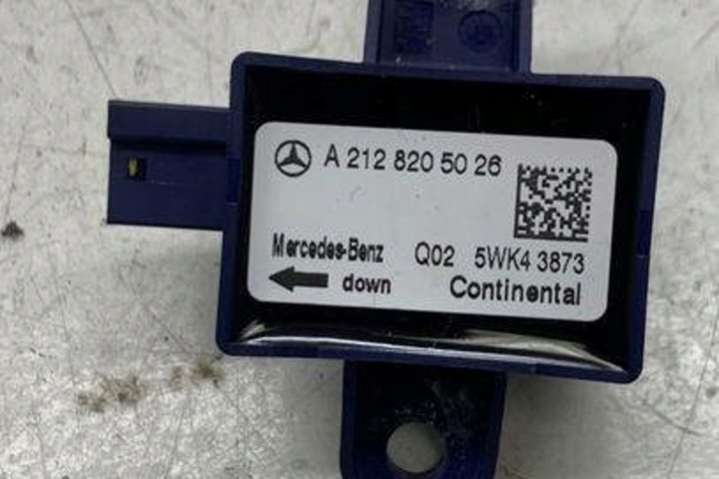 A 212 820 50 26
Mercedes-Benz Q02 5WK4 3873
down Continental